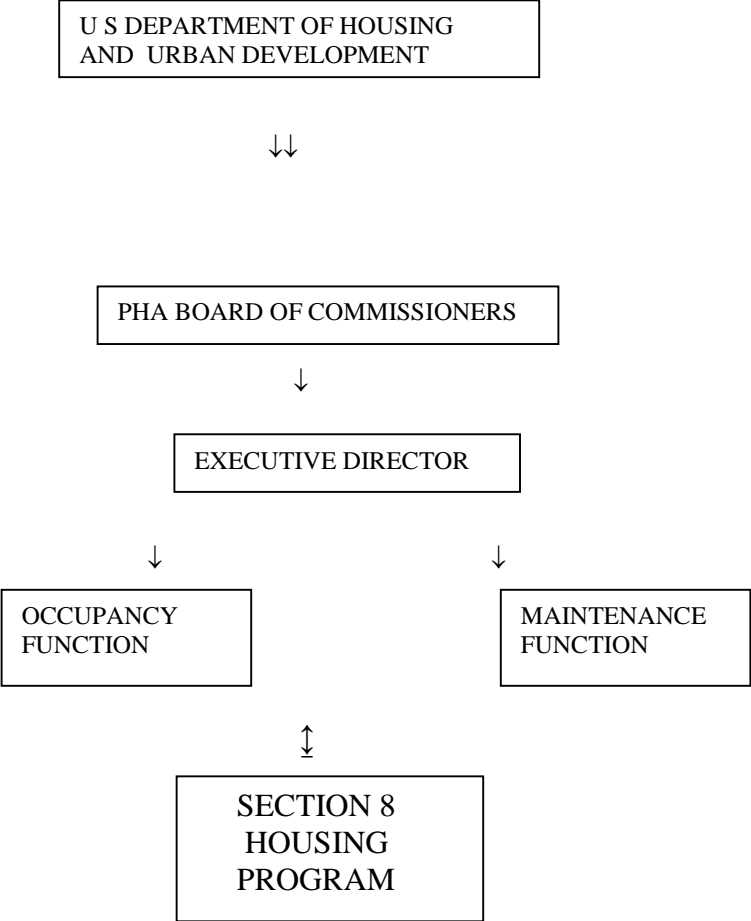 U S DEPARTMENT OF HOUSING
AND URBAN DEVELOPMENT
↓↓
PHA BOARD OF COMMISSIONERS
↓
EXECUTIVE DIRECTOR
↓ ↓
OCCUPANCY
FUNCTION
MAINTENANCE
FUNCTION
↨
SECTION 8
HOUSING
PROGRAM